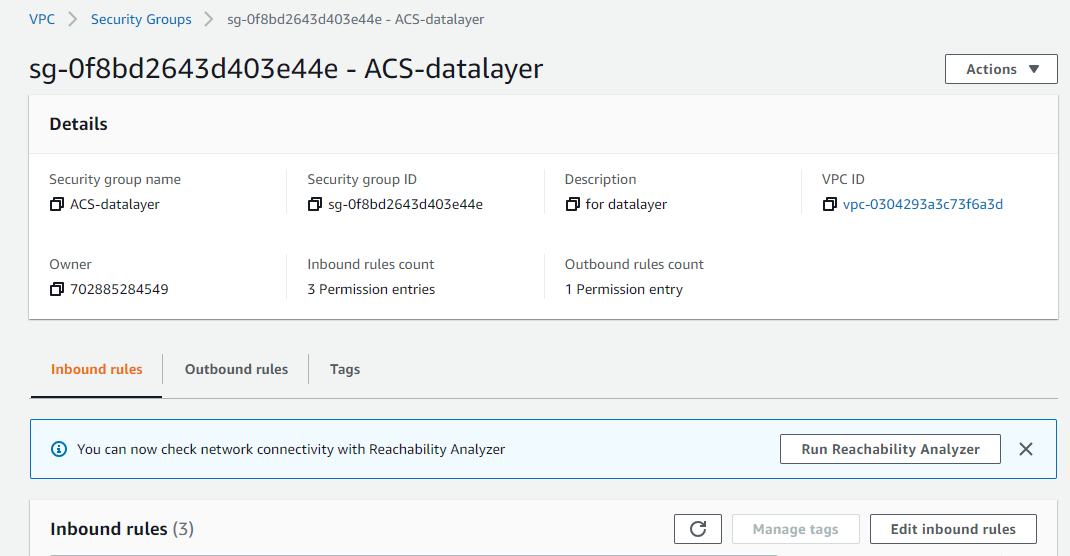 VPC > Security Groups > sg-0f8bd2643d403e44e - ACS-datalayer
sg-0f8bd2643d403e44e - ACS-datalayer
Actions
Details
Security group name
Security group ID
Description
VPC ID
ACS-datalayer
sg-0f8bd2643d403e44e
for datalayer
vpc-0304293a3c73f6a3d
Owner
Inbound rules count
Outbound rules count
702885284549
3 Permission entries
1 Permission entry
Inbound rules
Outbound rules
Tags
You can now check network connectivity with Reachability Analyzer
Run Reachability Analyzer
Inbound rules (3)
Manage tags
Edit inbound rules